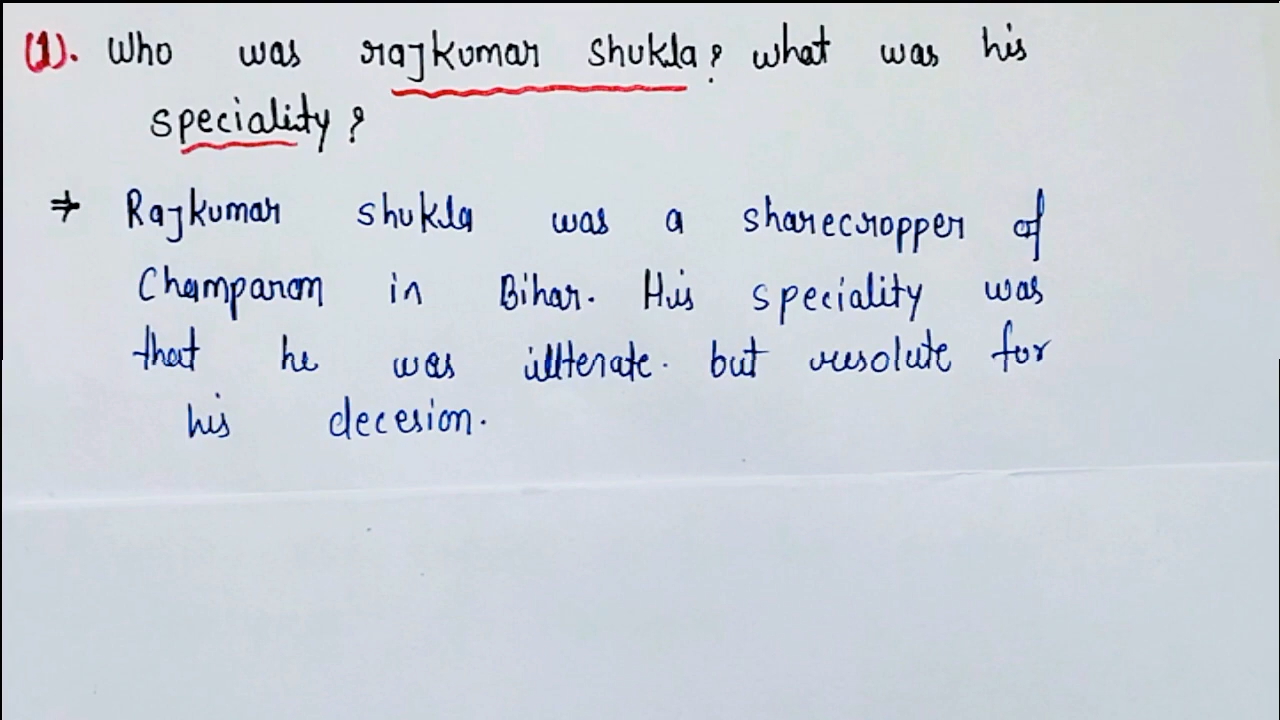 (1). Who was rajkumar shukla? what was his
speciality?
⇒ Rajkumar shukla was a sharecropper of
Champaran in Bihar. His speciality was
that he was illterate. but resolute for
his decesion.